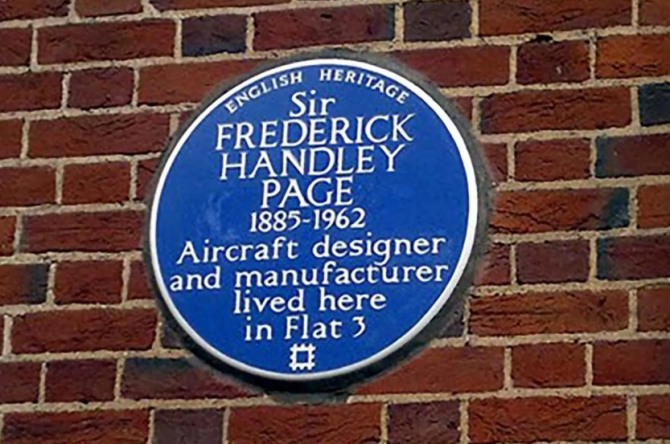 ENGLISH HERITAGE
Sir
FREDERICK
HANDLEY
PAGE
1885-1962
Aircraft designer
and manufacturer
lived here
in Flat 3